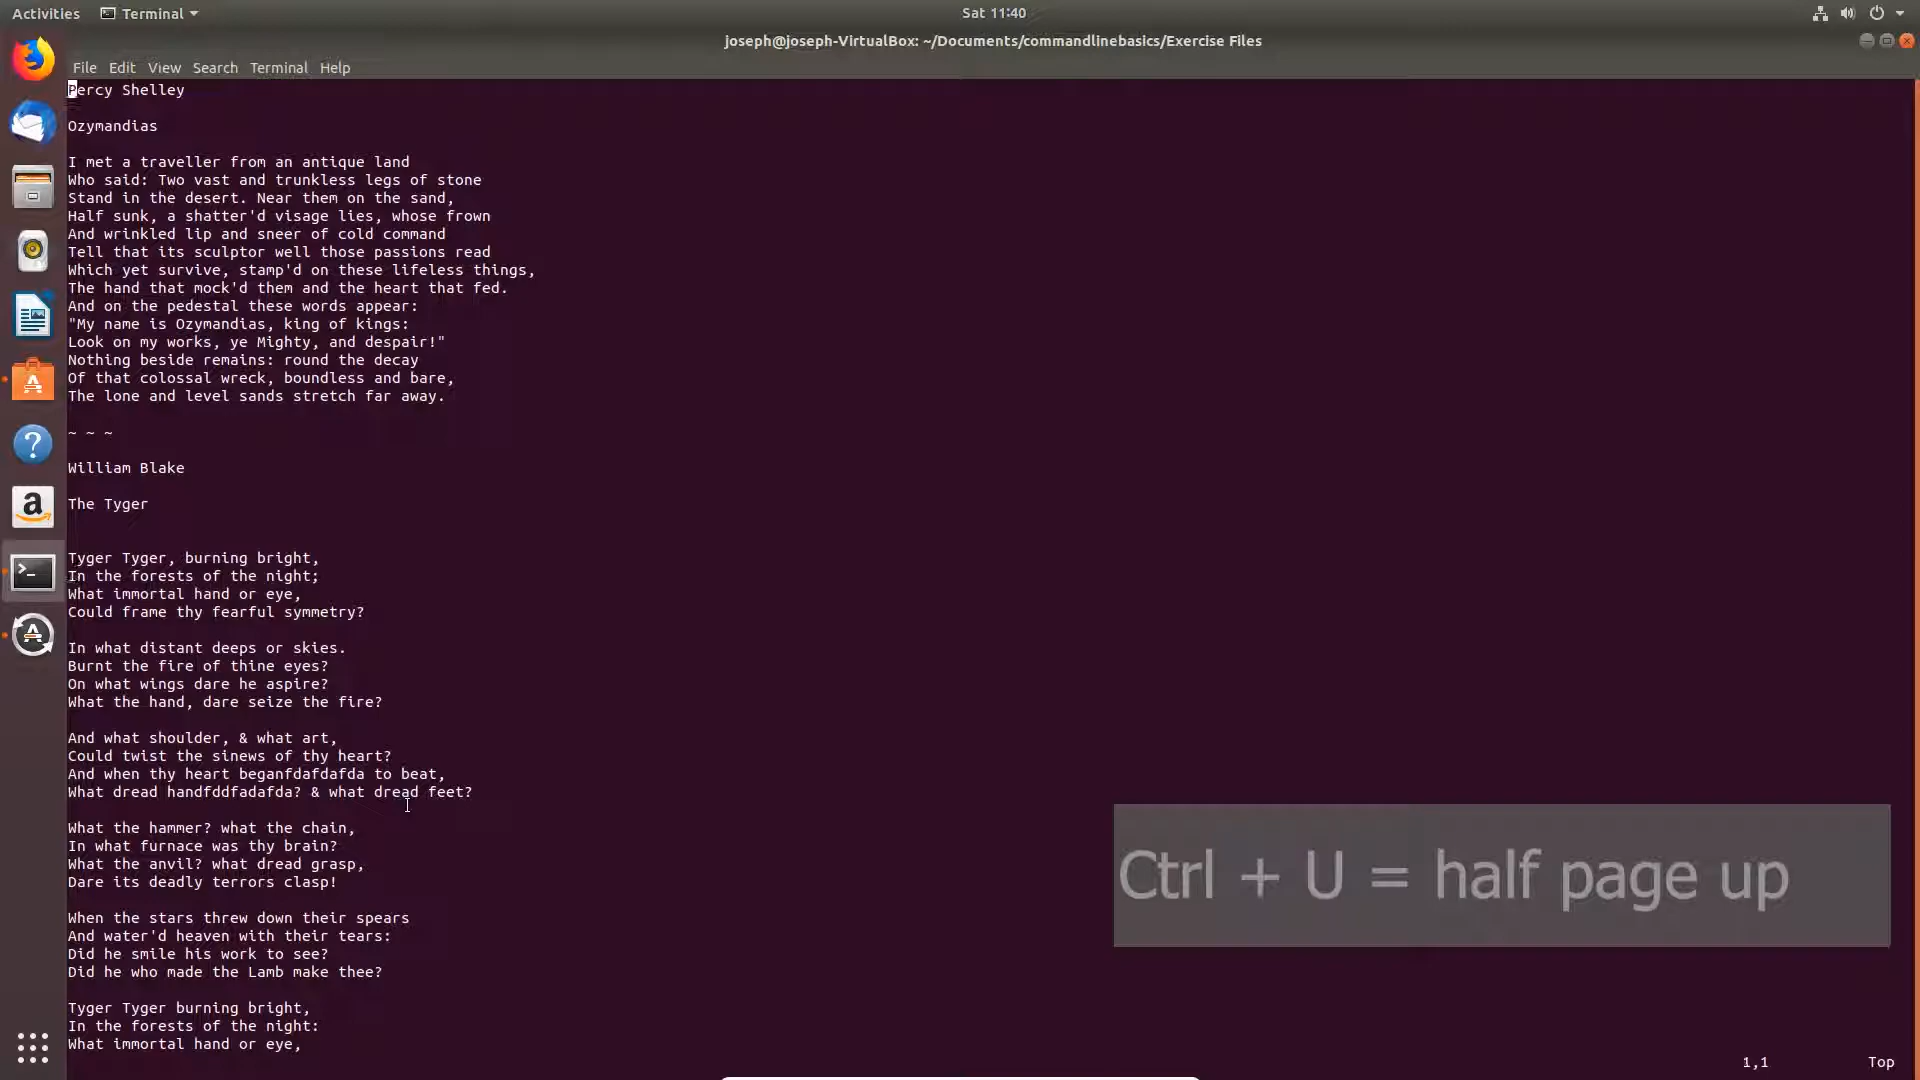 Activities Terminal Sat 11:40
joseph@joseph-VirtualBox: ~/Documents/commandlinebasics/Exercise Files
File Edit View Search Terminal Help
Percy Shelley
Ozymandias
I met a traveller from an antique land
Who said: Two vast and trunkless legs of stone
Stand in the desert. Near them on the sand,
Half sunk, a shatter'd visage lies, whose frown
And wrinkled lip and sneer of cold command
Tell that its sculptor well those passions read
Which yet survive, stamp'd on these lifeless things,
The hand that mock'd them and the heart that fed.
And on the pedestal these words appear:
"My name is Ozymandias, king of kings:
Look on my works, ye Mighty, and despair!"
Nothing beside remains: round the decay
Of that colossal wreck, boundless and bare,
The lone and level sands stretch far away.
~ ~ ~
William Blake
The Tyger
Tyger Tyger, burning bright,
In the forests of the night;
What immortal hand or eye,
Could frame thy fearful symmetry?
In what distant deeps or skies.
Burnt the fire of thine eyes?
On what wings dare he aspire?
What the hand, dare seize the fire?
And what shoulder, & what art,
Could twist the sinews of thy heart?
And when thy heart beganfdafdafda to beat,
What dread handfddfadafda? & what dread feet?
What the hammer? what the chain,
In what furnace was thy brain?
What the anvil? what dread grasp,
Dare its deadly terrors clasp!
When the stars threw down their spears
And water'd heaven with their tears:
Did he smile his work to see?
Did he who made the Lamb make thee?
Tyger Tyger burning bright,
In the forests of the night:
What immortal hand or eye,
Ctrl + U = half page up
1,1 Top